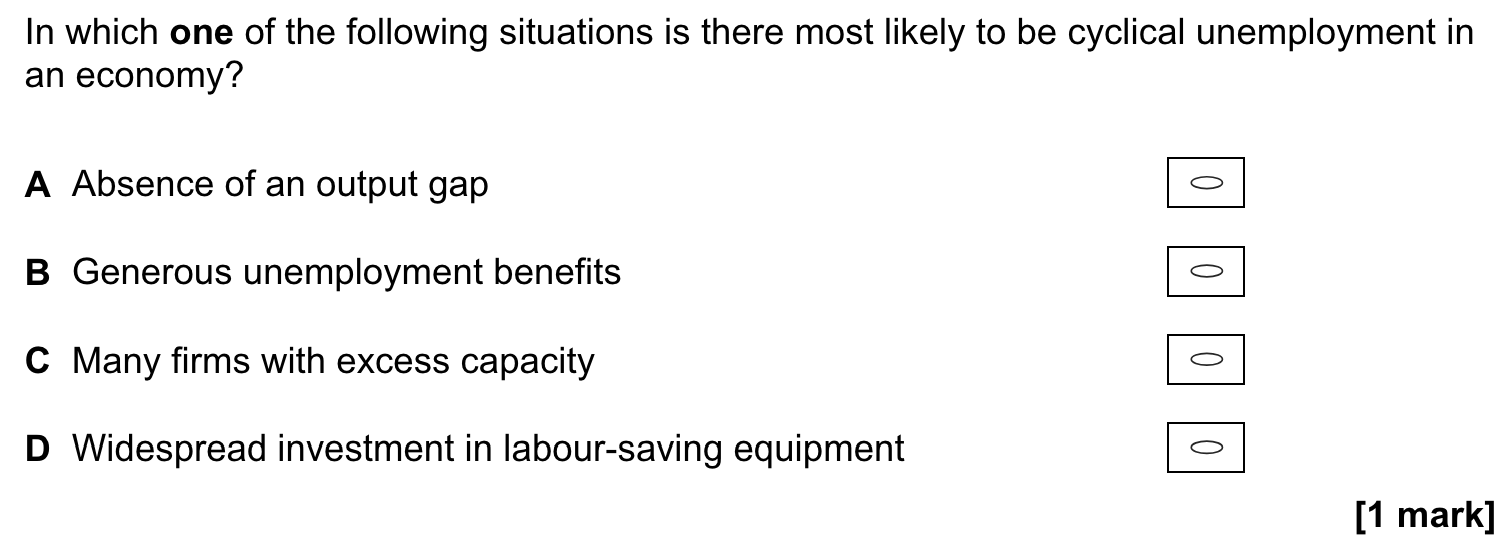 In which one of the following situations is there most likely to be cyclical unemployment in
an economy?
A Absence of an output gap
B Generous unemployment benefits
C Many firms with excess capacity
D Widespread investment in labour-saving equipment
[1 mark]